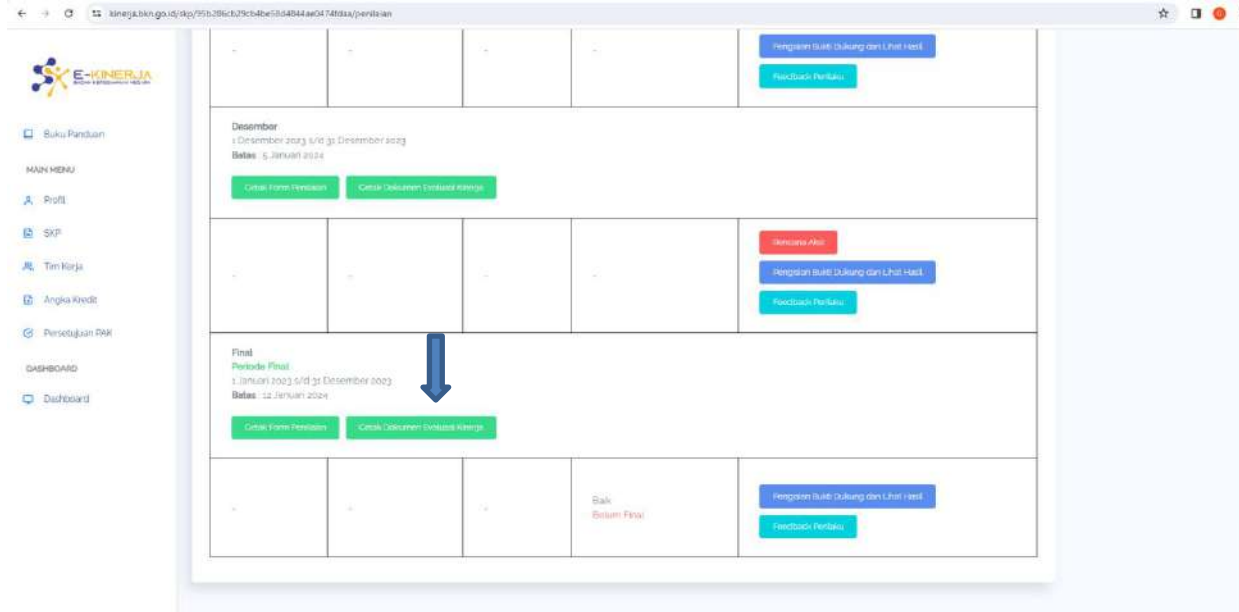 kinerja.bkn.go.id/skp/
/penilaian
E-KINERJA
Buku Panduan
MAIN MENU
Profil
SKP
Tim Kerja
Angka Kredit
Persetujuan PAK
DASHBOARD
Dashboard
- - - -
Pengisian Bukti Dukung dan Lihat Hasil
Feedback Perilaku
Desember
1 Desember 2023 s/d 31 Desember 2023
Batas : 5 Januari 2024
Cetak Form Penilaian
Cetak Dokumen Evaluasi Kinerja
- - - -
Rencana Aksi
Pengisian Bukti Dukung dan Lihat Hasil
Feedback Perilaku
Final
Periode Final
1 Januari 2023 s/d 31 Desember 2023
Batas : 12 Januari 2024
Cetak Form Penilaian
Cetak Dokumen Evaluasi Kinerja
- - -
Baik
Belum Final
Pengisian Bukti Dukung dan Lihat Hasil
Feedback Perilaku